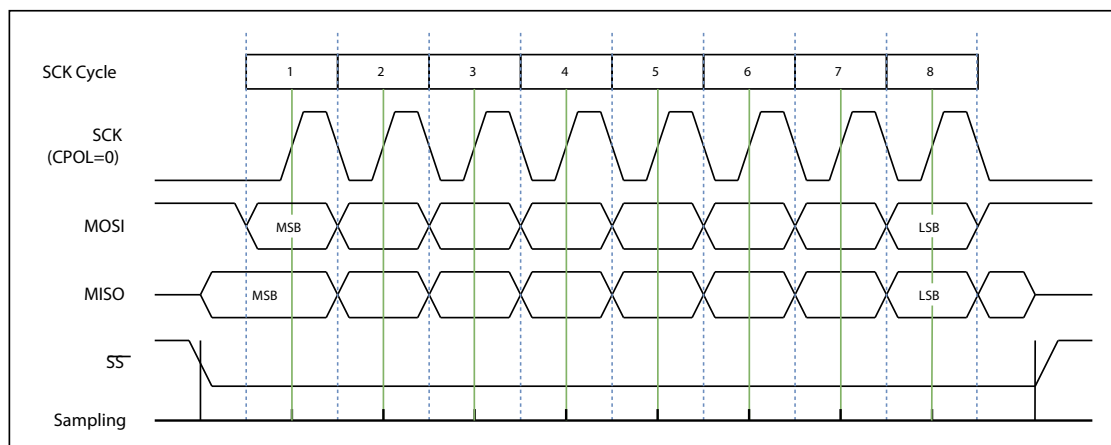 SCK Cycle
1 2 3 4 5 6 7 8
SCK
(CPOL=0)
MOSI
MSB LSB
MISO
MSB LSB
SS
Sampling